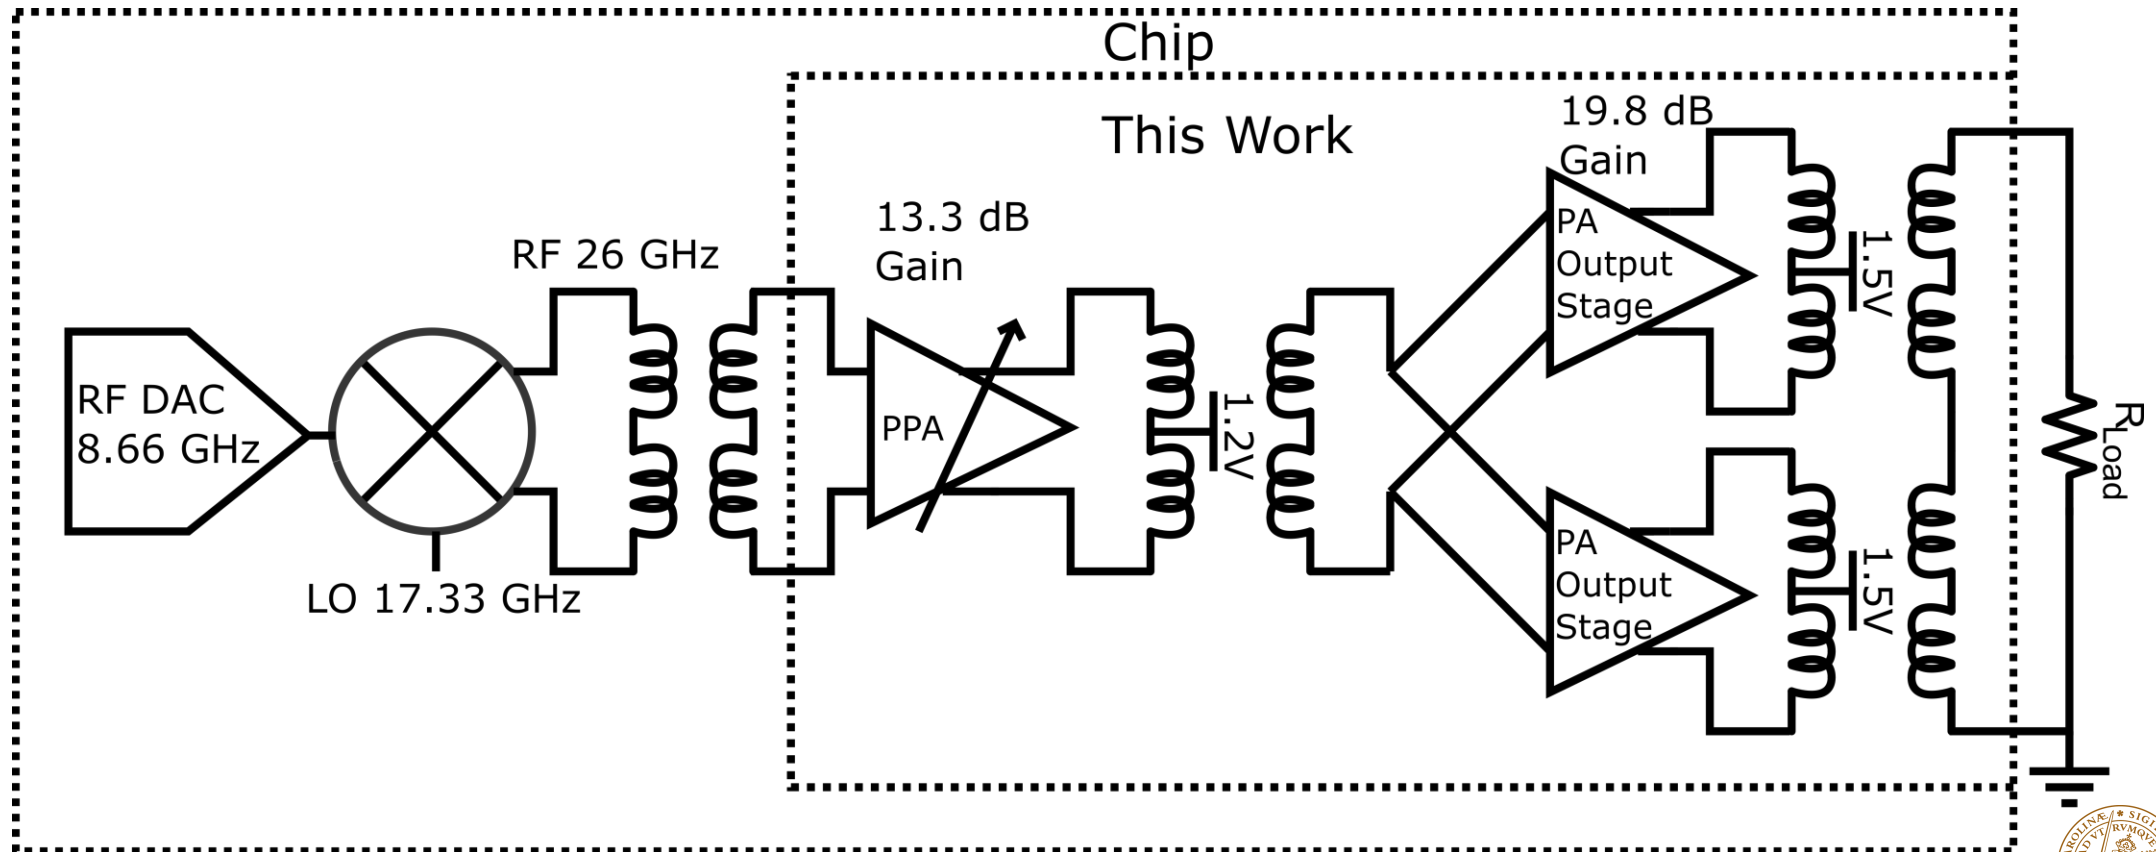 Chip
This Work
19.8 dB
Gain
13.3 dB
Gain
RF 26 GHz
RF DAC
8.66 GHz
LO 17.33 GHz
PPA
1.2V
PA
Output
Stage
1.5V
PA
Output
Stage
1.5V
RLoad